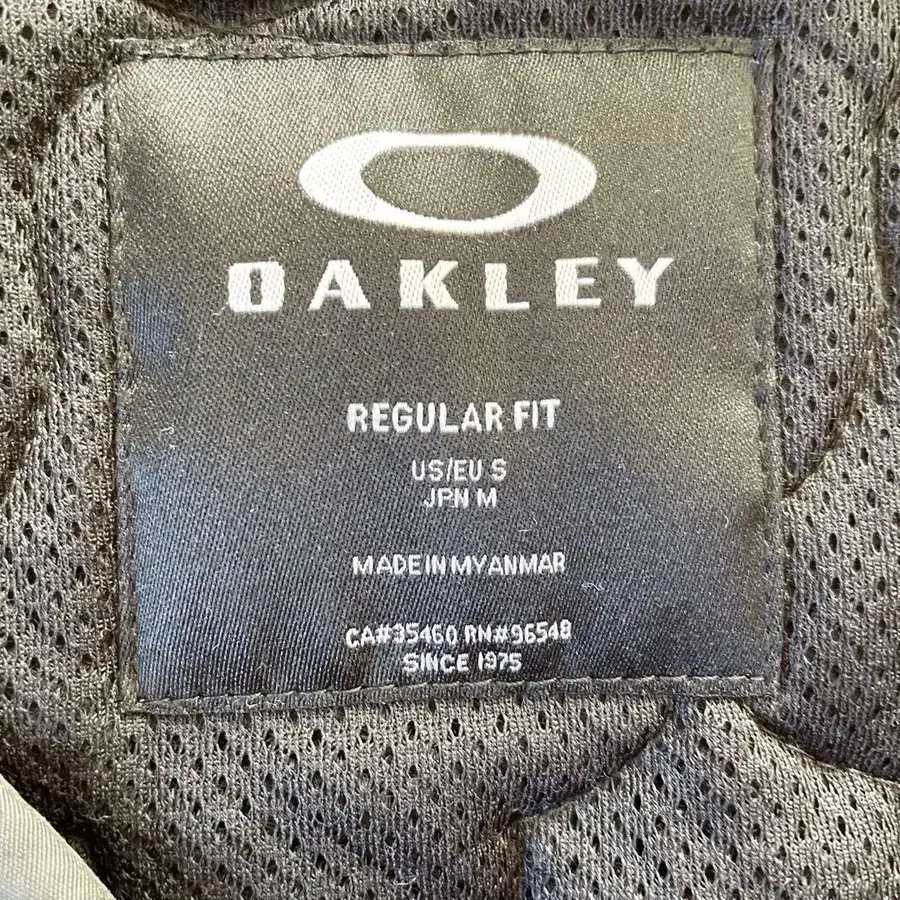 OAKLEY
REGULAR FIT
US/EU S
JPN M
MADE IN MYANMAR
CA#35460 RN#96548
SINCE 1975